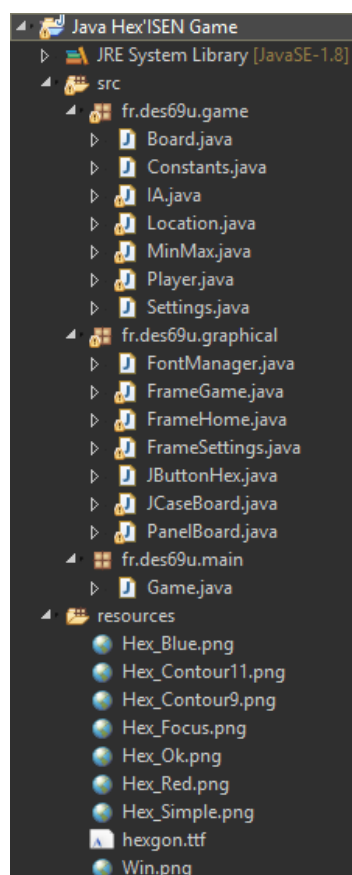 Java Hex'ISEN Game
JRE System Library [JavaSE-1.8]
src
fr.des69u.game
Board.java
Constants.java
IA.java
Location.java
MinMax.java
Player.java
Settings.java
fr.des69u.graphical
FontManager.java
FrameGame.java
FrameHome.java
FrameSettings.java
JButtonHex.java
JCaseBoard.java
PanelBoard.java
fr.des69u.main
Game.java
resources
Hex_Blue.png
Hex_Contour11.png
Hex_Contour9.png
Hex_Focus.png
Hex_Ok.png
Hex_Red.png
Hex_Simple.png
hexgon.ttf
Win.png